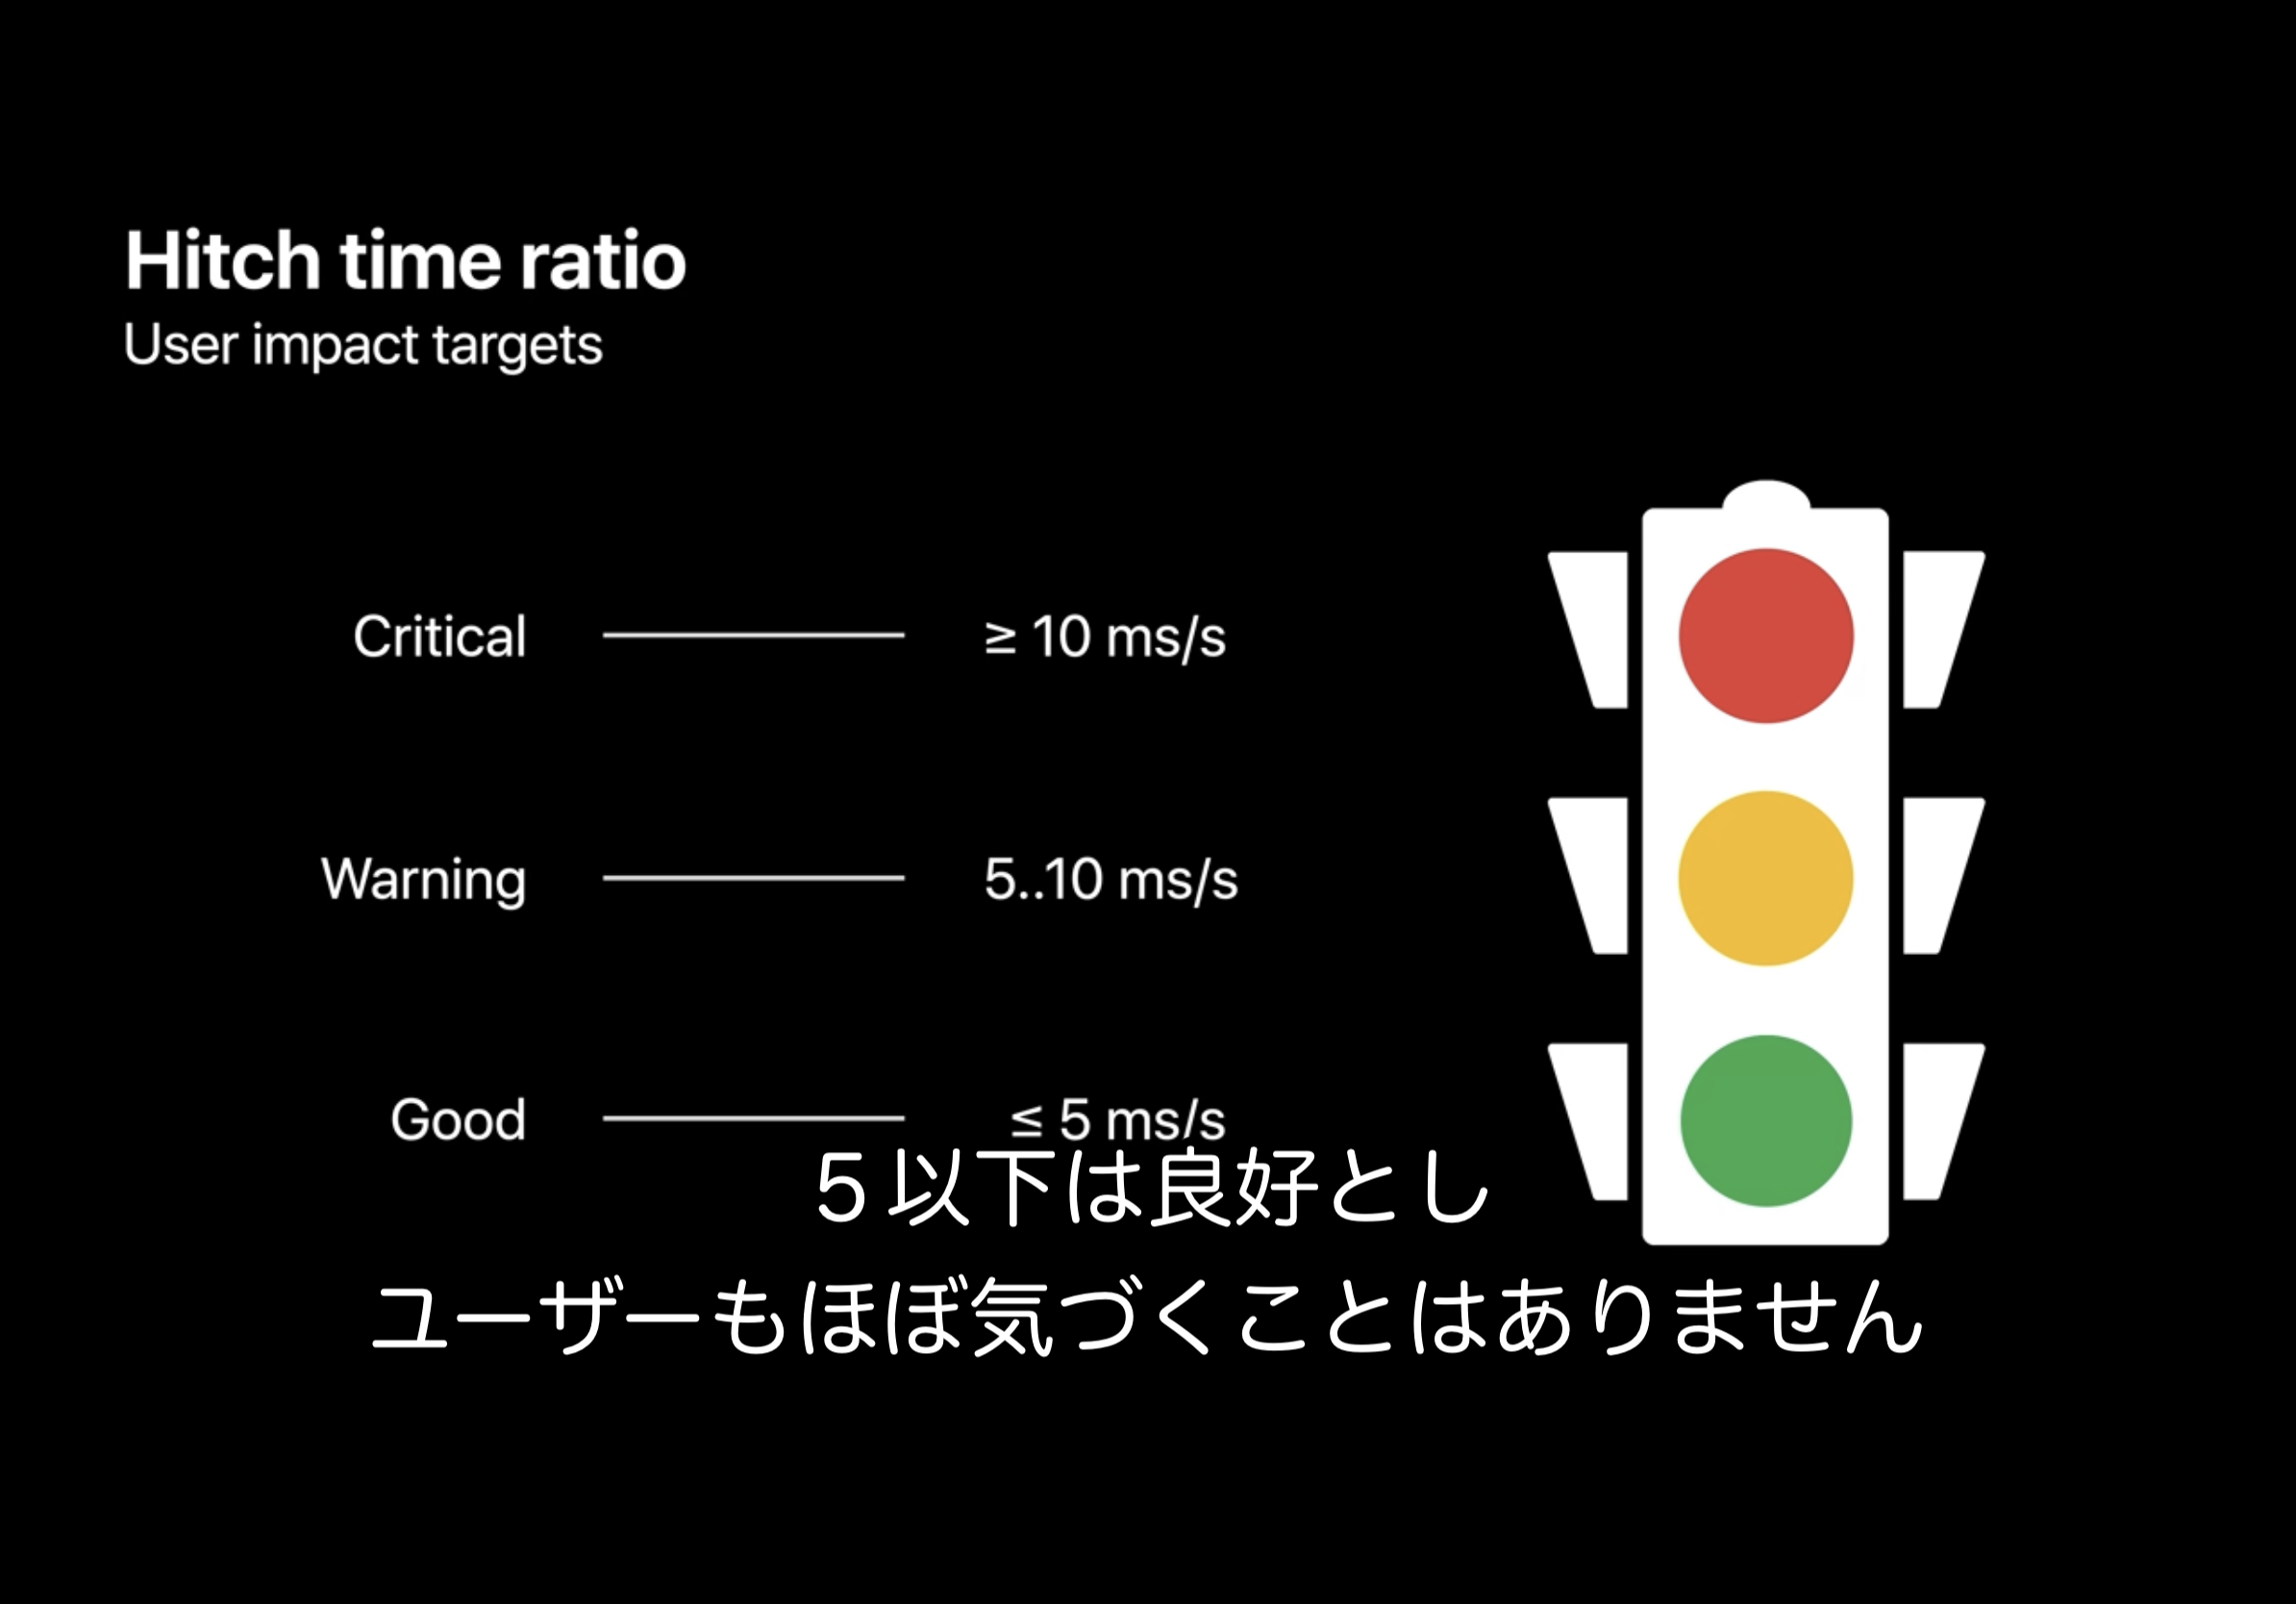 Hitch time ratio
User impact targets
Critical ≥ 10 ms/s
Warning 5..10 ms/s
Good ≤ 5 ms/s
5以下は良好とし
ユーザーもほぼ気づくことはありません